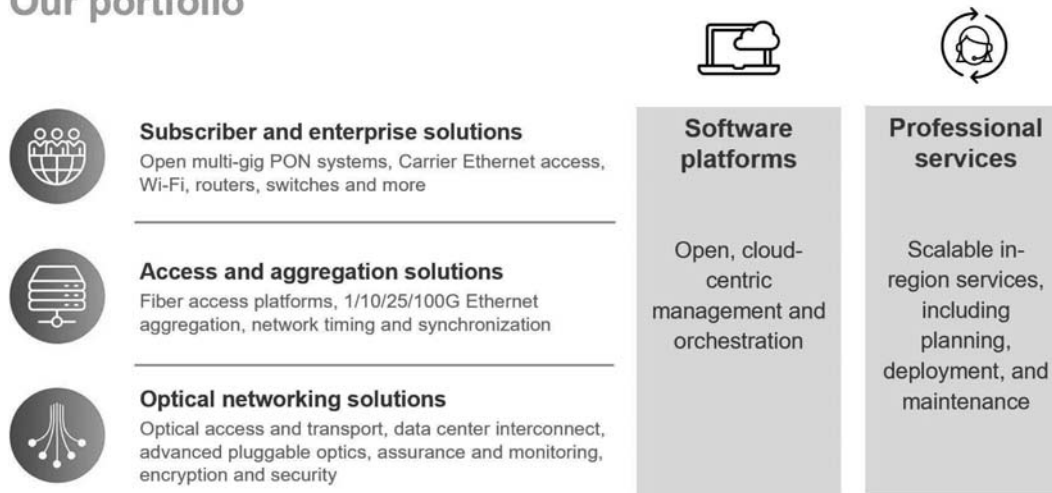 Our portfolio
Subscriber and enterprise solutions
Open multi-gig PON systems, Carrier Ethernet access,
Wi-Fi, routers, switches and more
Access and aggregation solutions
Fiber access platforms, 1/10/25/100G Ethernet
aggregation, network timing and synchronization
Optical networking solutions
Optical access and transport, data center interconnect,
advanced pluggable optics, assurance and monitoring,
encryption and security
Software
platforms
Open, cloud-
centric
management and
orchestration
Professional
services
Scalable in-
region services,
including
planning,
deployment, and
maintenance